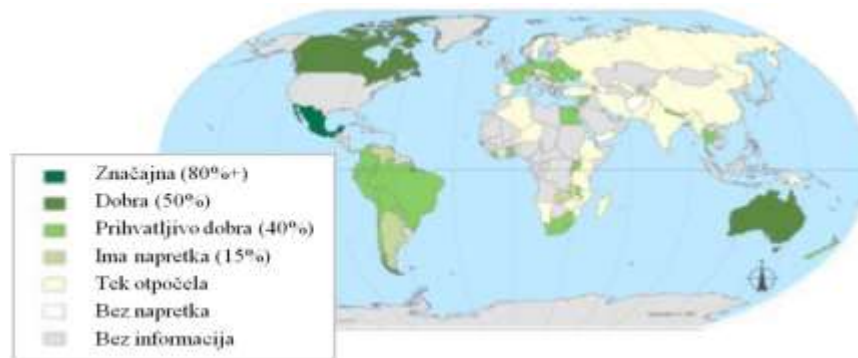 Značajna (80%+)
Dobra (50%)
Prihvatljivo dobra (40%)
Ima napretka (15%)
Tek otpočela
Bez napretka
Bez informacija